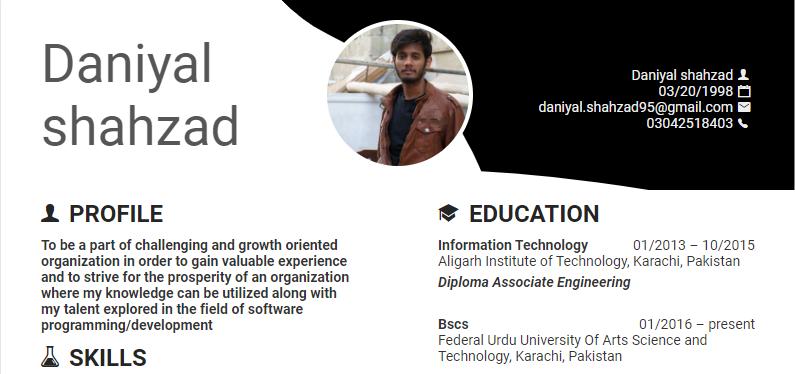 Daniyal
shahzad
Daniyal shahzad
03/20/1998
daniyal.shahzad95@gmail.com
03042518403
PROFILE
To be a part of challenging and growth oriented
organization in order to gain valuable experience
and to strive for the prosperity of an organization
where my knowledge can be utilized along with
my talent explored in the field of software
programming/development
SKILLS
EDUCATION
Information Technology 01/2013 – 10/2015
Aligarh Institute of Technology, Karachi, Pakistan
Diploma Associate Engineering
Bscs 01/2016 – present
Federal Urdu University Of Arts Science and
Technology, Karachi, Pakistan